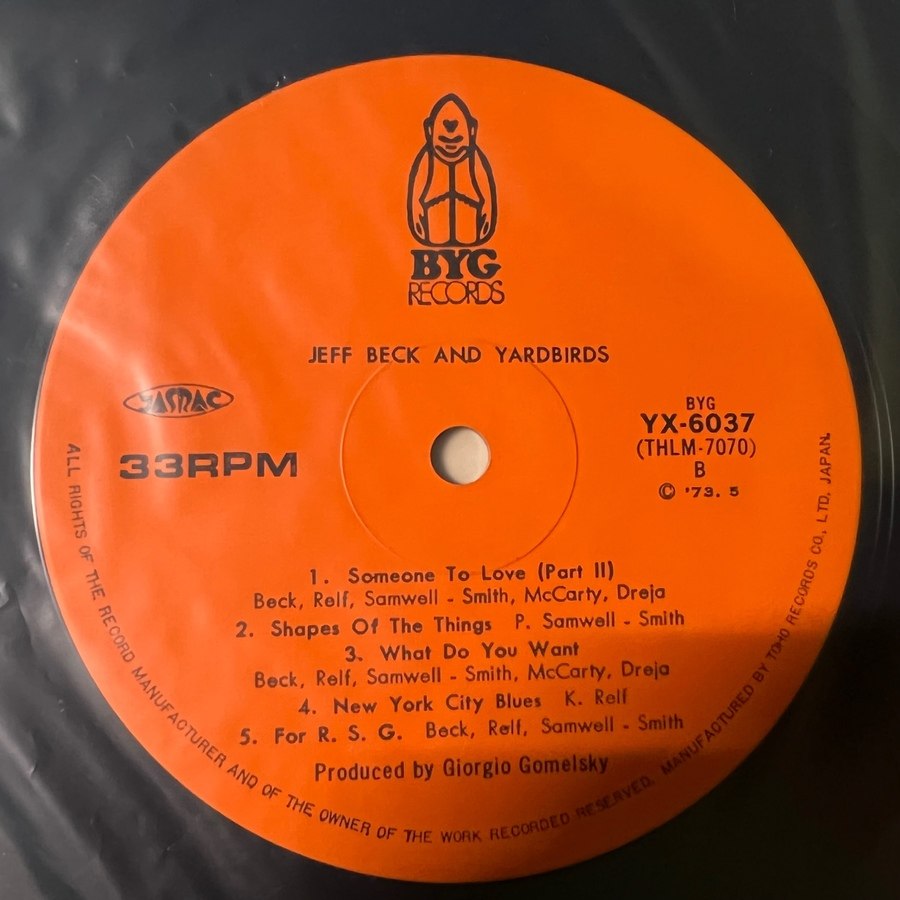 BYG
RECORDS
JEFF BECK AND YARDBIRDS
YASMAC
33RPM
BYG
YX-6037
(THLM-7070)
B
© '73. 5
1. Someone To Love (Part II)
Beck, Relf, Samwell - Smith, McCarty, Dreja
2. Shapes Of The Things P. Samwell - Smith
3. What Do You Want
Beck, Relf, Samwell - Smith, McCarty, Dreja
4. New York City Blues K. Relf
5. For R. S. G. Beck, Relf, Samwell - Smith
Produced by Giorgio Gomelsky
ALL RIGHTS OF THE RECORD MANUFACTURER AND OF THE OWNER OF THE WORK RECORDED RESERVED. MANUFACTURED BY TOHO RECORDS CO., LTD. JAPAN.